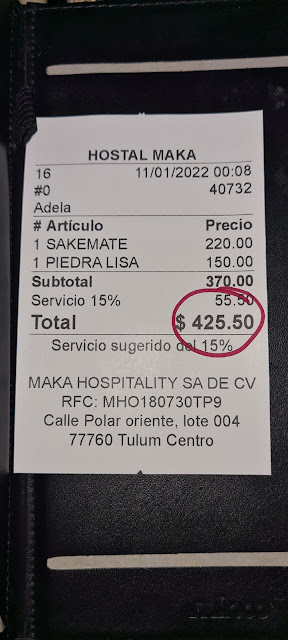 HOSTAL MAKA
16 11/01/2022 00:08
#0 40732
Adela
# Artículo Precio
1 SAKEMATE 220.00
1 PIEDRA LISA 150.00
Subtotal 370.00
Servicio 15% 55.50
Total $ 425.50
Servicio sugerido del 15%
MAKA HOSPITALITY SA DE CV
RFC: MHO180730TP9
Calle Polar oriente, lote 004
77760 Tulum Centro